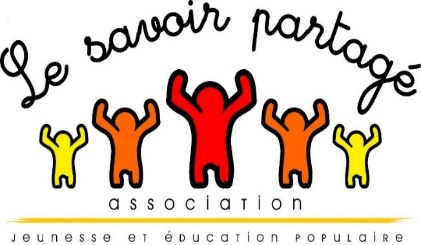 Le savoir partagé
association
Jeunesse et éducation populaire